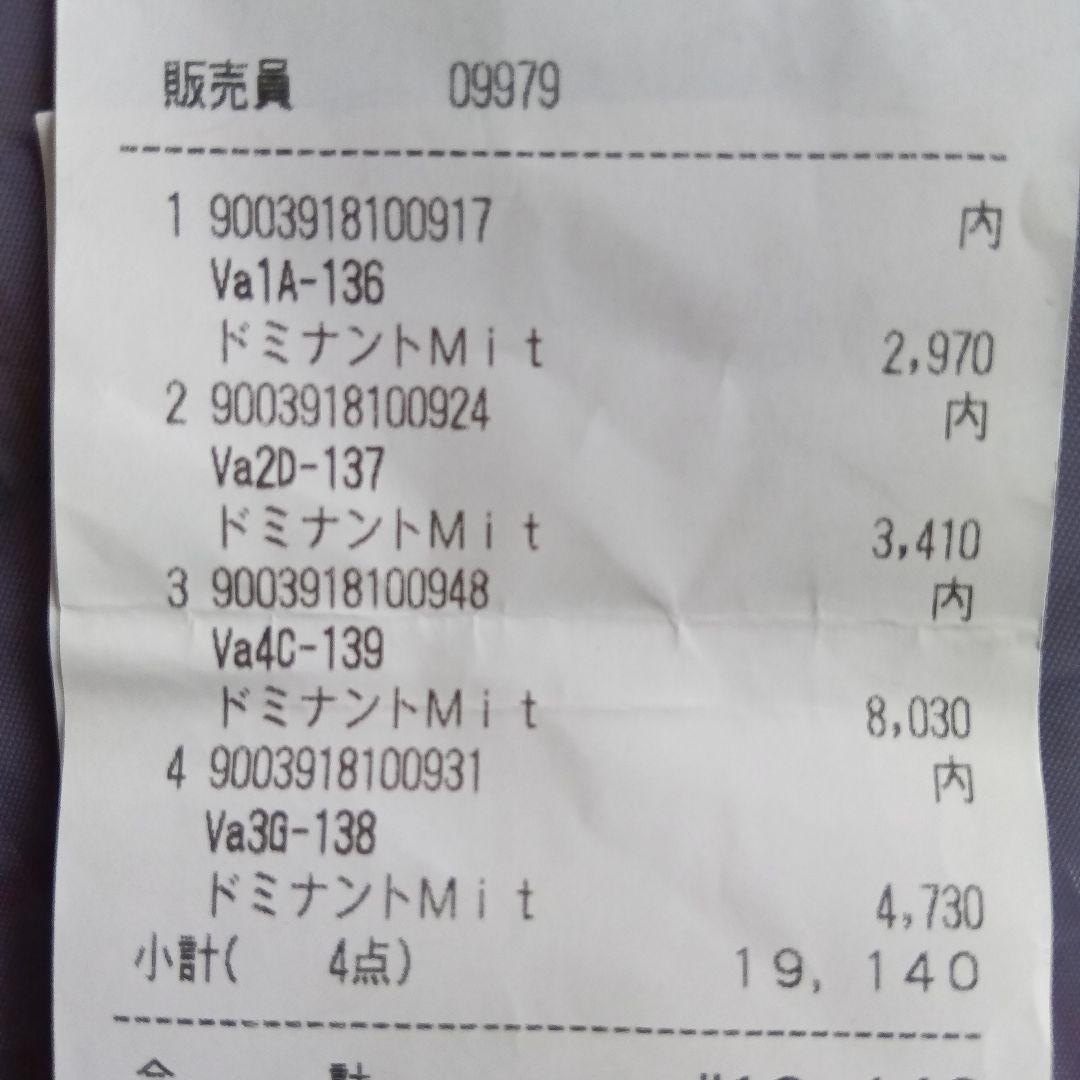 販売員 09979
1 9003918100917 内
Va1A-136
ドミナントMit 2,970
2 9003918100924 内
Va2D-137
ドミナントMit 3,410
3 9003918100948 内
Va4C-139
ドミナントMit 8,030
4 9003918100931 内
Va3G-138
ドミナントMit 4,730
小計( 4点) 19,140
合 計